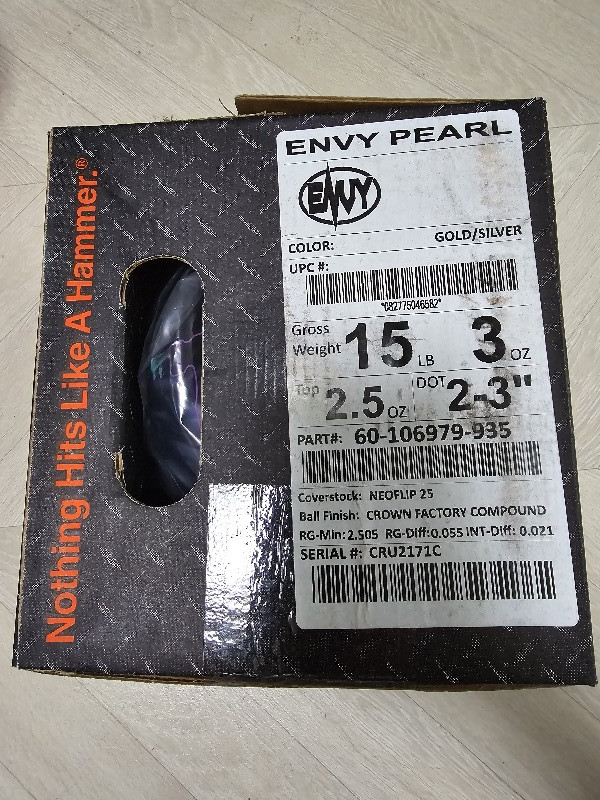 Nothing Hits Like A Hammer.®
ENVY PEARL
ENVY
COLOR: GOLD/SILVER
UPC #:
*082775046582*
Gross Weight 15 LB 3 OZ
Top 2.5 OZ DOT 2-3"
PART#: 60-106979-935
Coverstock: NEOFLIP 25
Ball Finish: CROWN FACTORY COMPOUND
RG-Min: 2.505 RG-Diff: 0.055 INT-Diff: 0.021
SERIAL #: CRU2171C